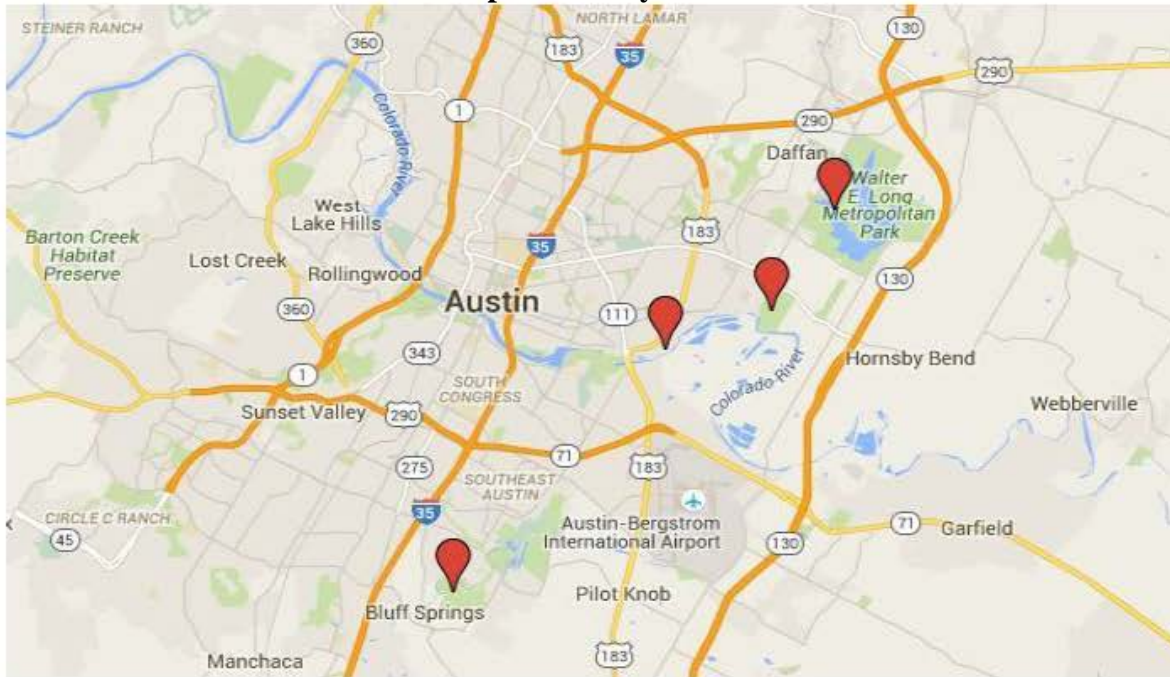 STEINER RANCH
NORTH LAMAR
360
183
35
130
290
1
Colorado River
290
Daffan
Walter
E. Long
Metropolitan
Park
West
Lake Hills
183
35
Barton Creek
Habitat
Preserve
Lost Creek
Rollingwood
130
Austin
360
111
343
Hornsby Bend
1
SOUTH
CONGRESS
Colorado River
Sunset Valley
290
Webberville
71
275
183
SOUTHEAST
AUSTIN
35
CIRCLE C RANCH
45
Austin-Bergstrom
International Airport
71
Garfield
130
Pilot Knob
Bluff Springs
183
Manchaca